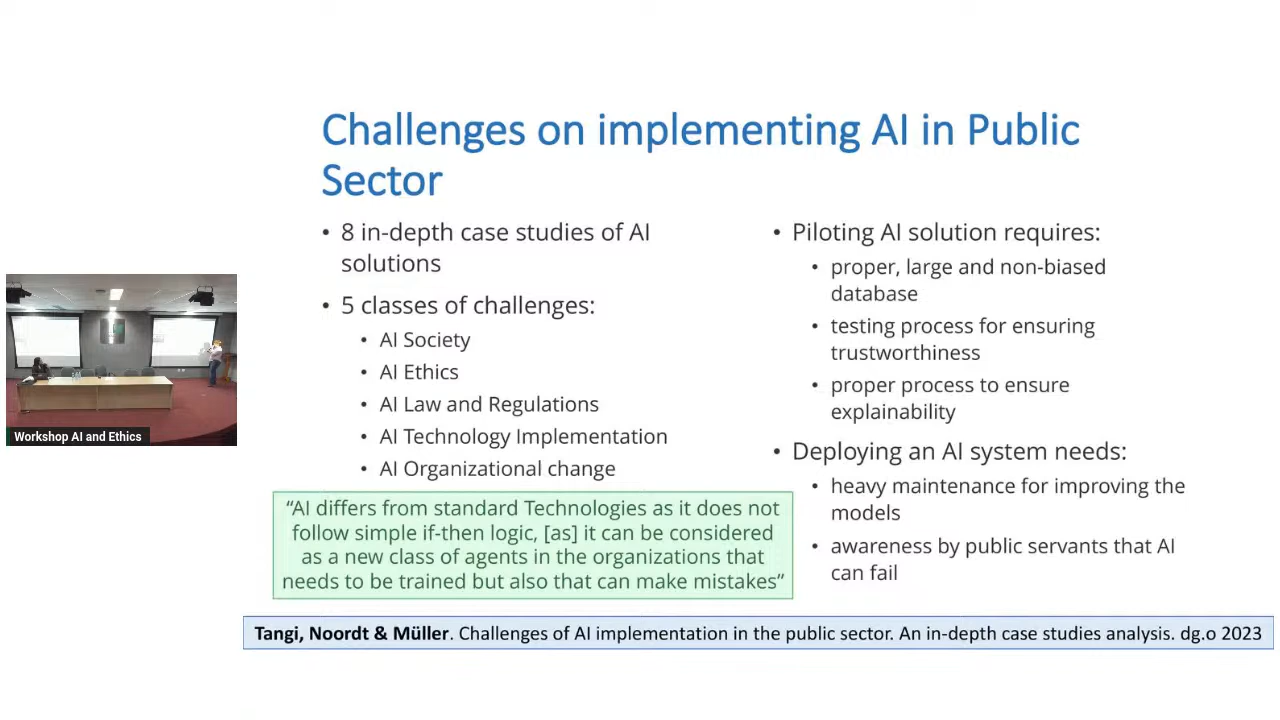 Challenges on implementing AI in Public
Sector
• 8 in-depth case studies of AI
solutions
• 5 classes of challenges:
• AI Society
• AI Ethics
• AI Law and Regulations
• AI Technology Implementation
• AI Organizational change
“AI differs from standard Technologies as it does not
follow simple if-then logic, [as] it can be considered
as a new class of agents in the organizations that
needs to be trained but also that can make mistakes”
• Piloting AI solution requires:
• proper, large and non-biased
database
• testing process for ensuring
trustworthiness
• proper process to ensure
explainability
• Deploying an AI system needs:
• heavy maintenance for improving the
models
• awareness by public servants that AI
can fail
Tangi, Noordt & Müller. Challenges of AI implementation in the public sector. An in-depth case studies analysis. dg.o 2023
Workshop AI and Ethics